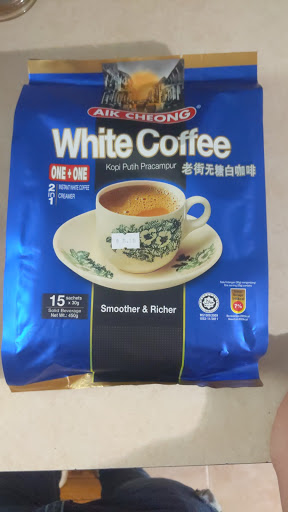 AIK CHEONG®
White Coffee
Kopi Putih Pracampur
老街无糖白咖啡
ONE + ONE
2 in 1
INSTANT WHITE COFFEE
CREAMER
15 sachets x 30g
Solid Beverage
Net Wt.: 450g
Smoother & Richer